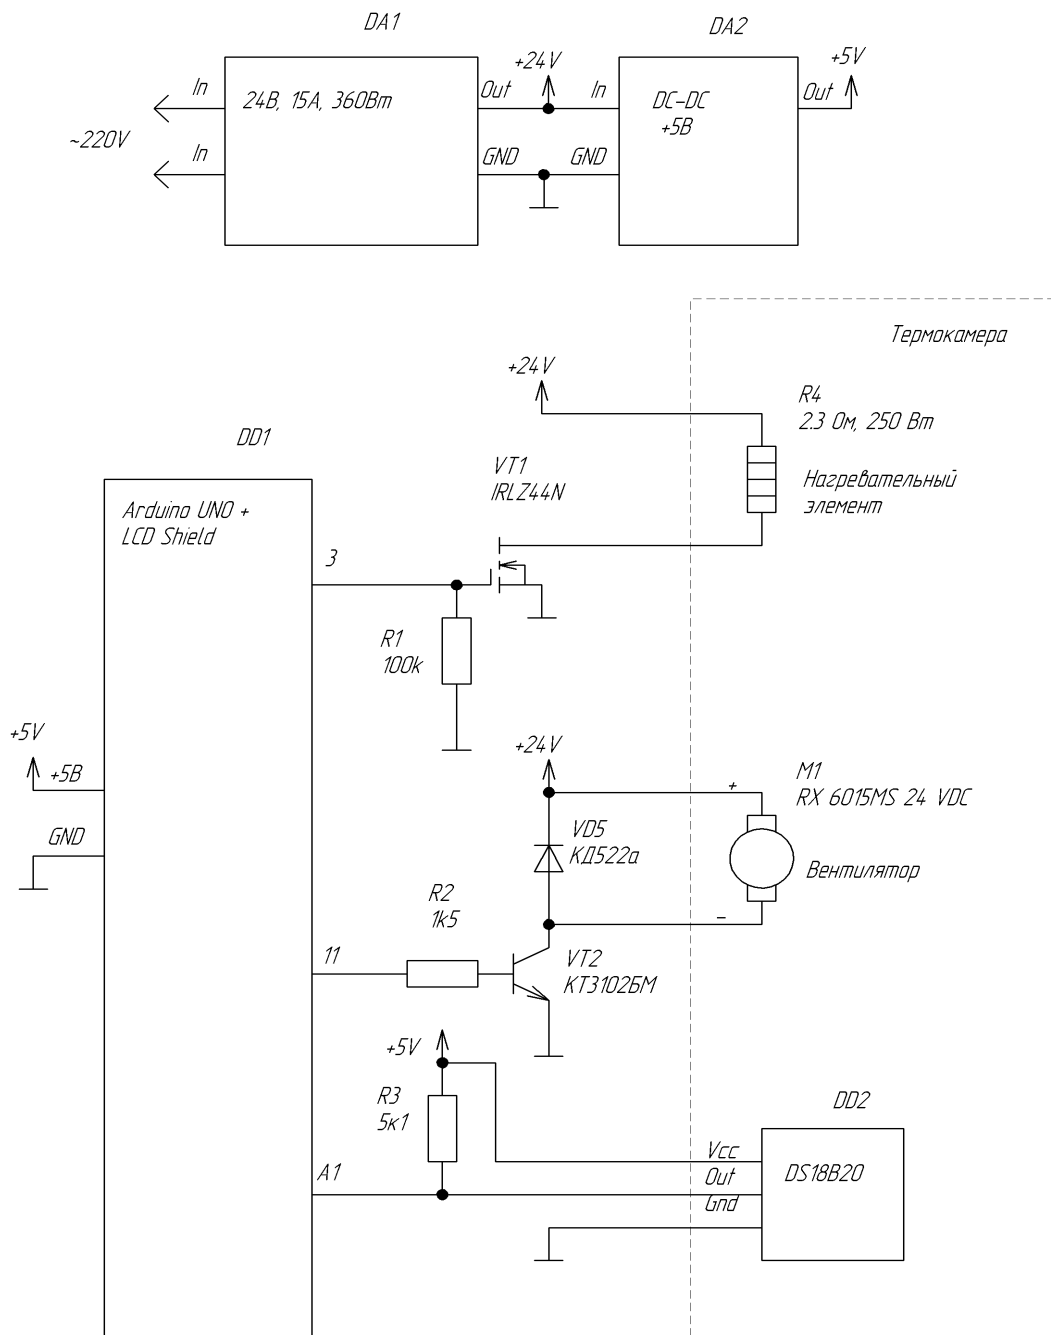 DA1
DA2
In
24В, 15А, 360Вт
Out
+24V
In
DC-DC
+5В
Out
+5V
~220V
In
GND
GND
Термокамера
+24V
R4
2.3 Ом, 250 Вт
DD1
VT1
IRLZ44N
Нагревательный
элемент
Arduino UNO +
LCD Shield
3
R1
100k
+5V
+5В
GND
+24V
+
M1
RX 6015MS 24 VDC
VD5
КД522а
Вентилятор
R2
1k5
–
11
VT2
КТ3102БМ
+5V
R3
5к1
DD2
A1
Vcc
Out
Gnd
DS18B20